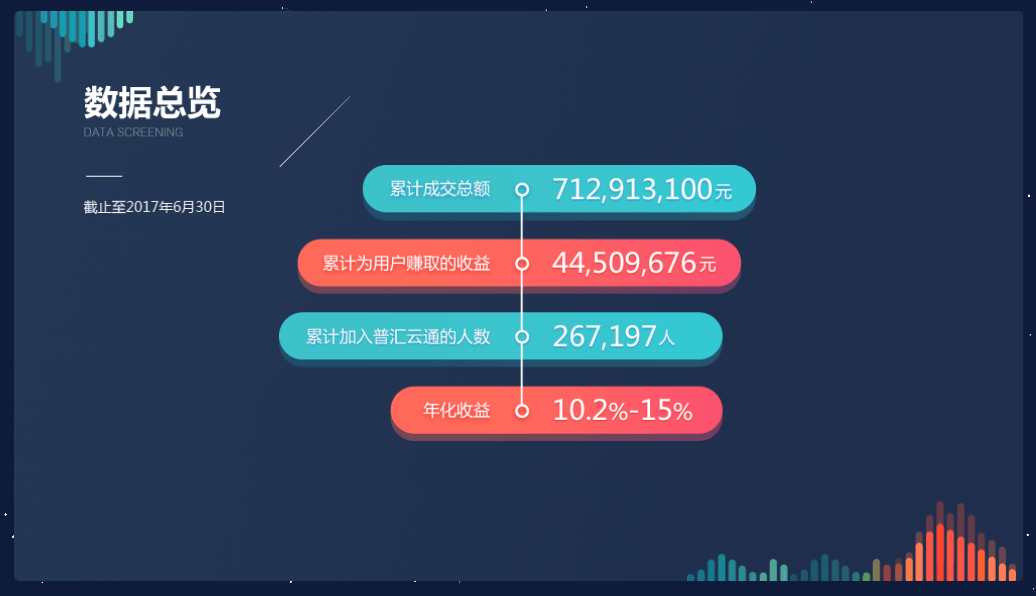 数据总览
DATA SCREENING
截止至2017年6月30日
累计成交总额 712,913,100元
累计为用户赚取的收益 44,509,676元
累计加入普汇云通的人数 267,197人
年化收益 10.2%-15%